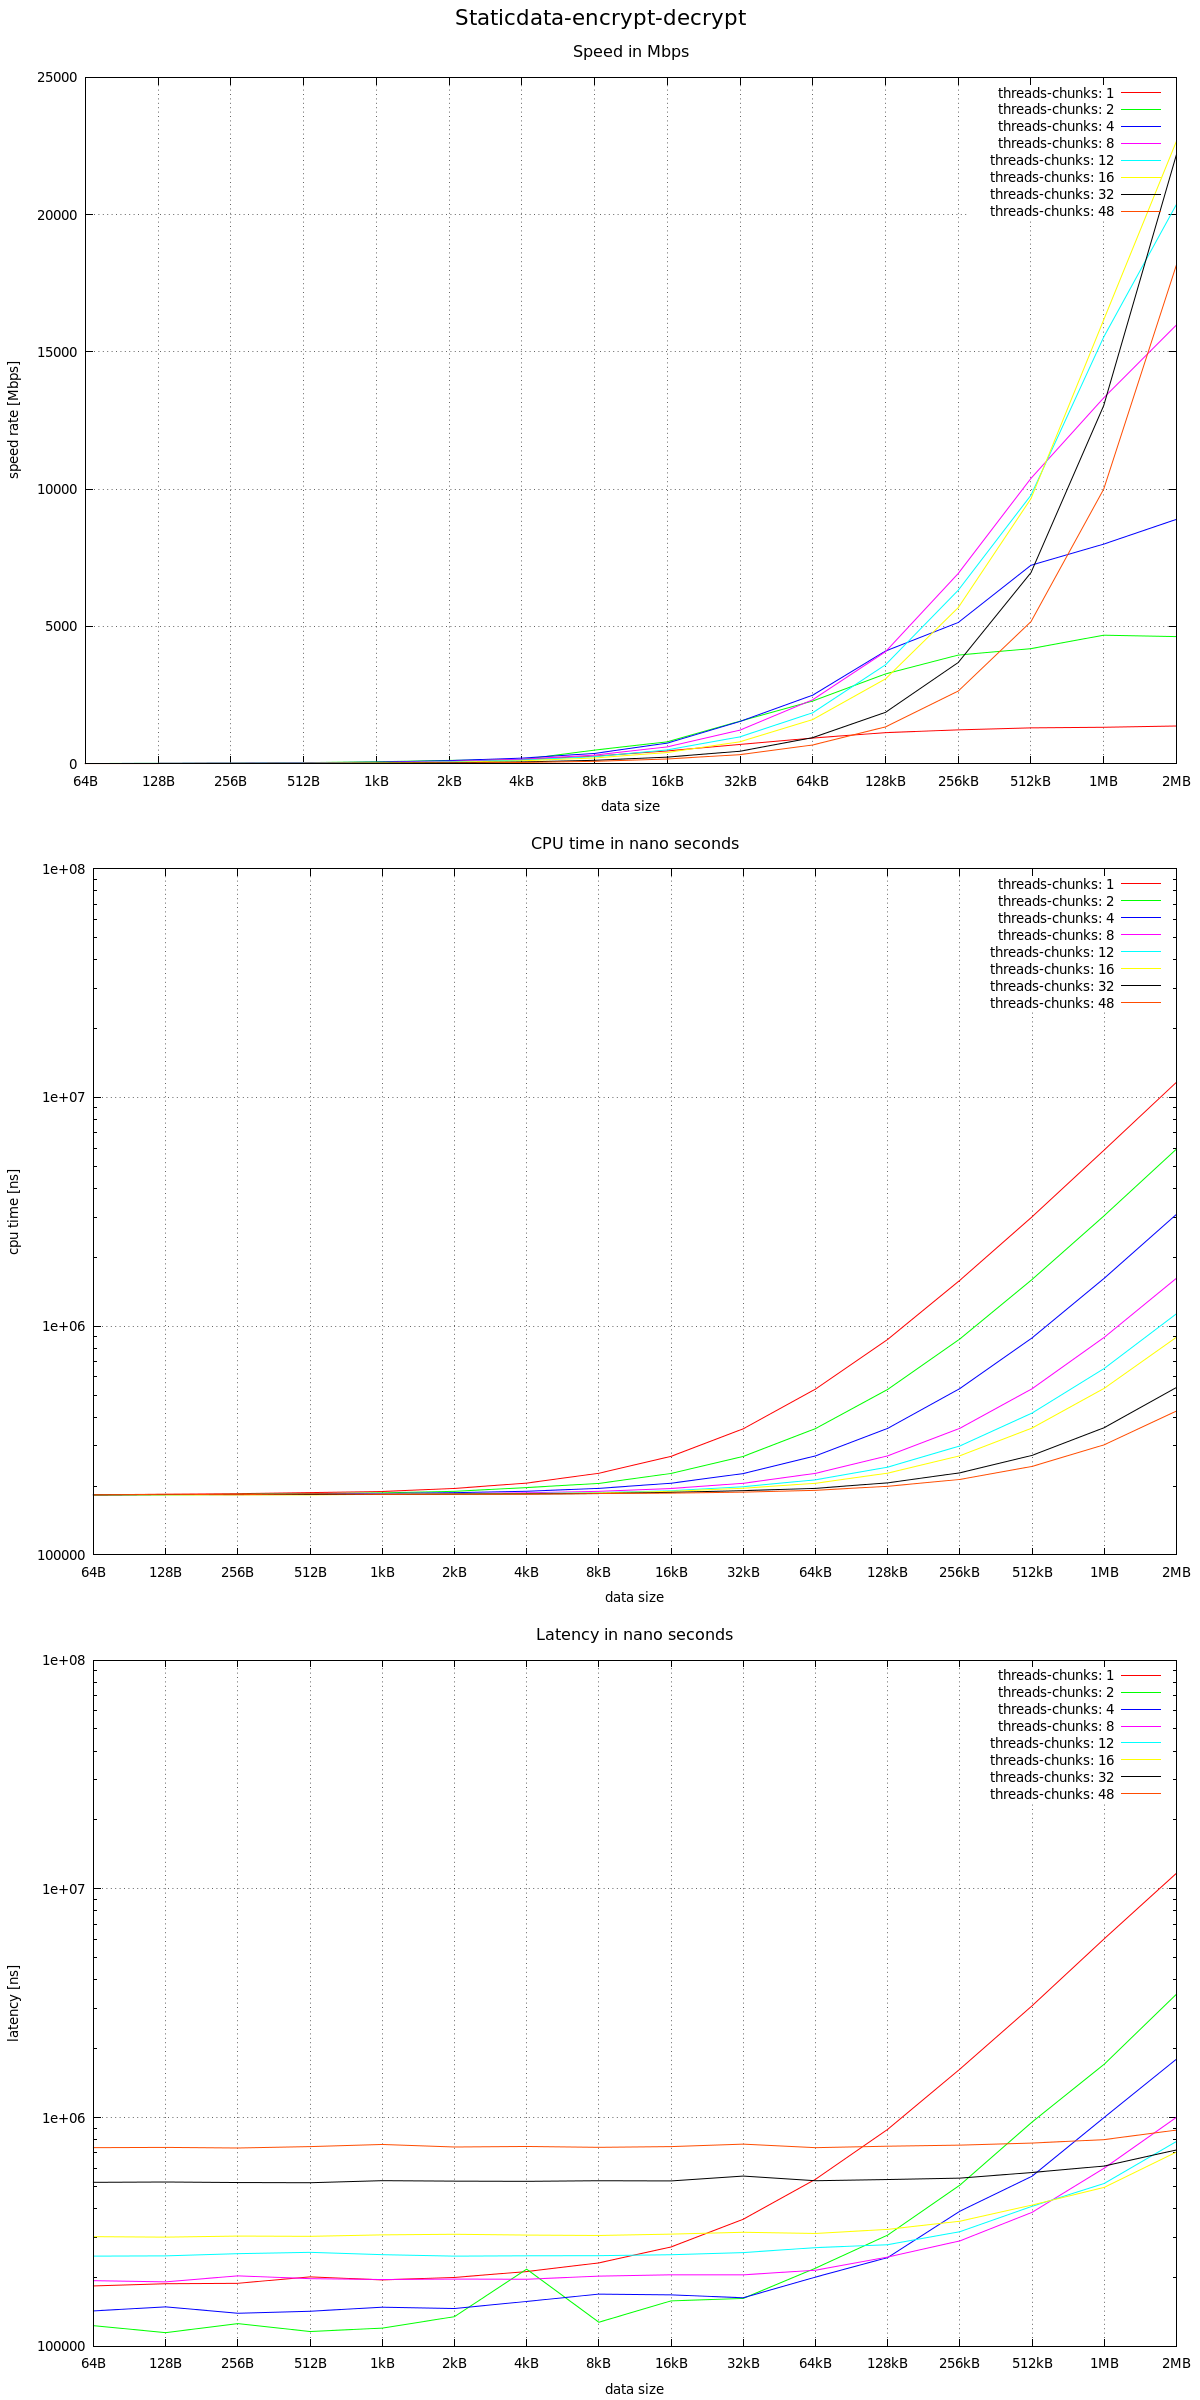 Staticdata-encrypt-decrypt
Speed in Mbps
25000
20000
15000
10000
5000
0
speed rate [Mbps]
threads-chunks: 1
threads-chunks: 2
threads-chunks: 4
threads-chunks: 8
threads-chunks: 12
threads-chunks: 16
threads-chunks: 32
threads-chunks: 48
64B 128B 256B 512B 1kB 2kB 4kB 8kB 16kB 32kB 64kB 128kB 256kB 512kB 1MB 2MB
data size
CPU time in nano seconds
1e+08
1e+07
1e+06
100000
cpu time [ns]
threads-chunks: 1
threads-chunks: 2
threads-chunks: 4
threads-chunks: 8
threads-chunks: 12
threads-chunks: 16
threads-chunks: 32
threads-chunks: 48
64B 128B 256B 512B 1kB 2kB 4kB 8kB 16kB 32kB 64kB 128kB 256kB 512kB 1MB 2MB
data size
Latency in nano seconds
1e+08
1e+07
1e+06
100000
latency [ns]
threads-chunks: 1
threads-chunks: 2
threads-chunks: 4
threads-chunks: 8
threads-chunks: 12
threads-chunks: 16
threads-chunks: 32
threads-chunks: 48
64B 128B 256B 512B 1kB 2kB 4kB 8kB 16kB 32kB 64kB 128kB 256kB 512kB 1MB 2MB
data size